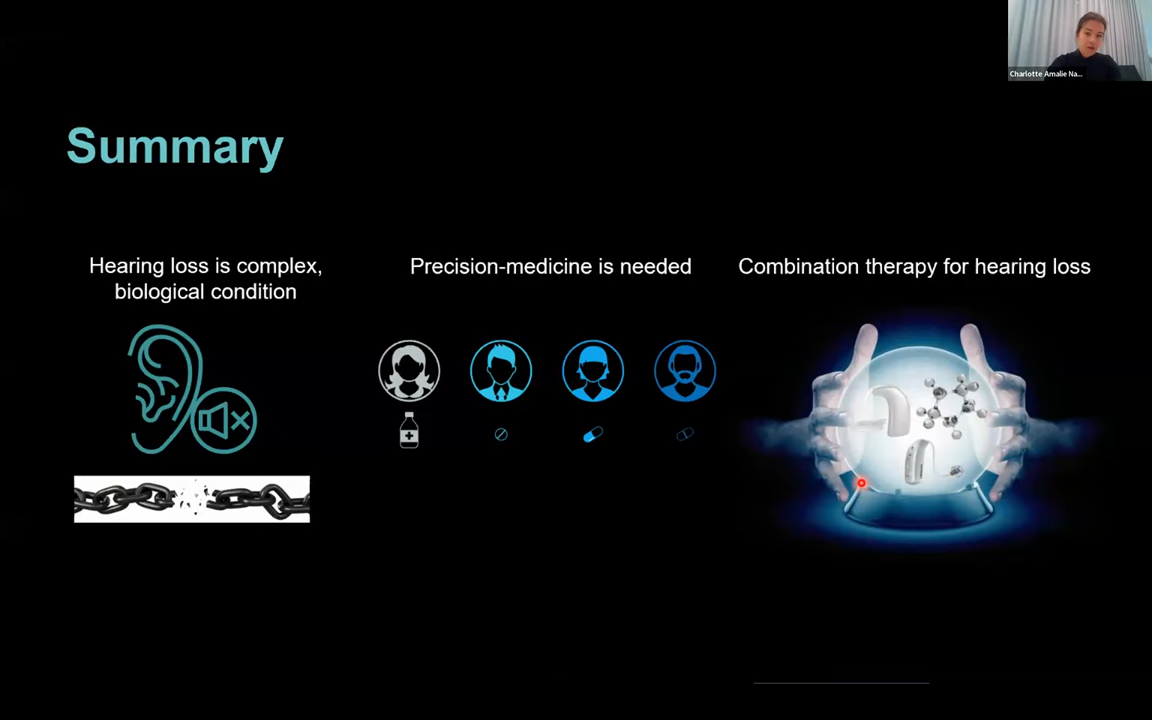 Charlotte Amalie Na...
Summary
Hearing loss is complex,
biological condition
Precision-medicine is needed
Combination therapy for hearing loss